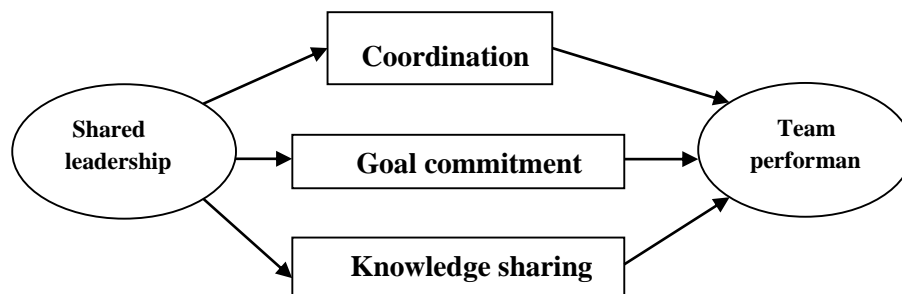 Coordination
Shared
leadership
Goal commitment
Team
performan
Knowledge sharing